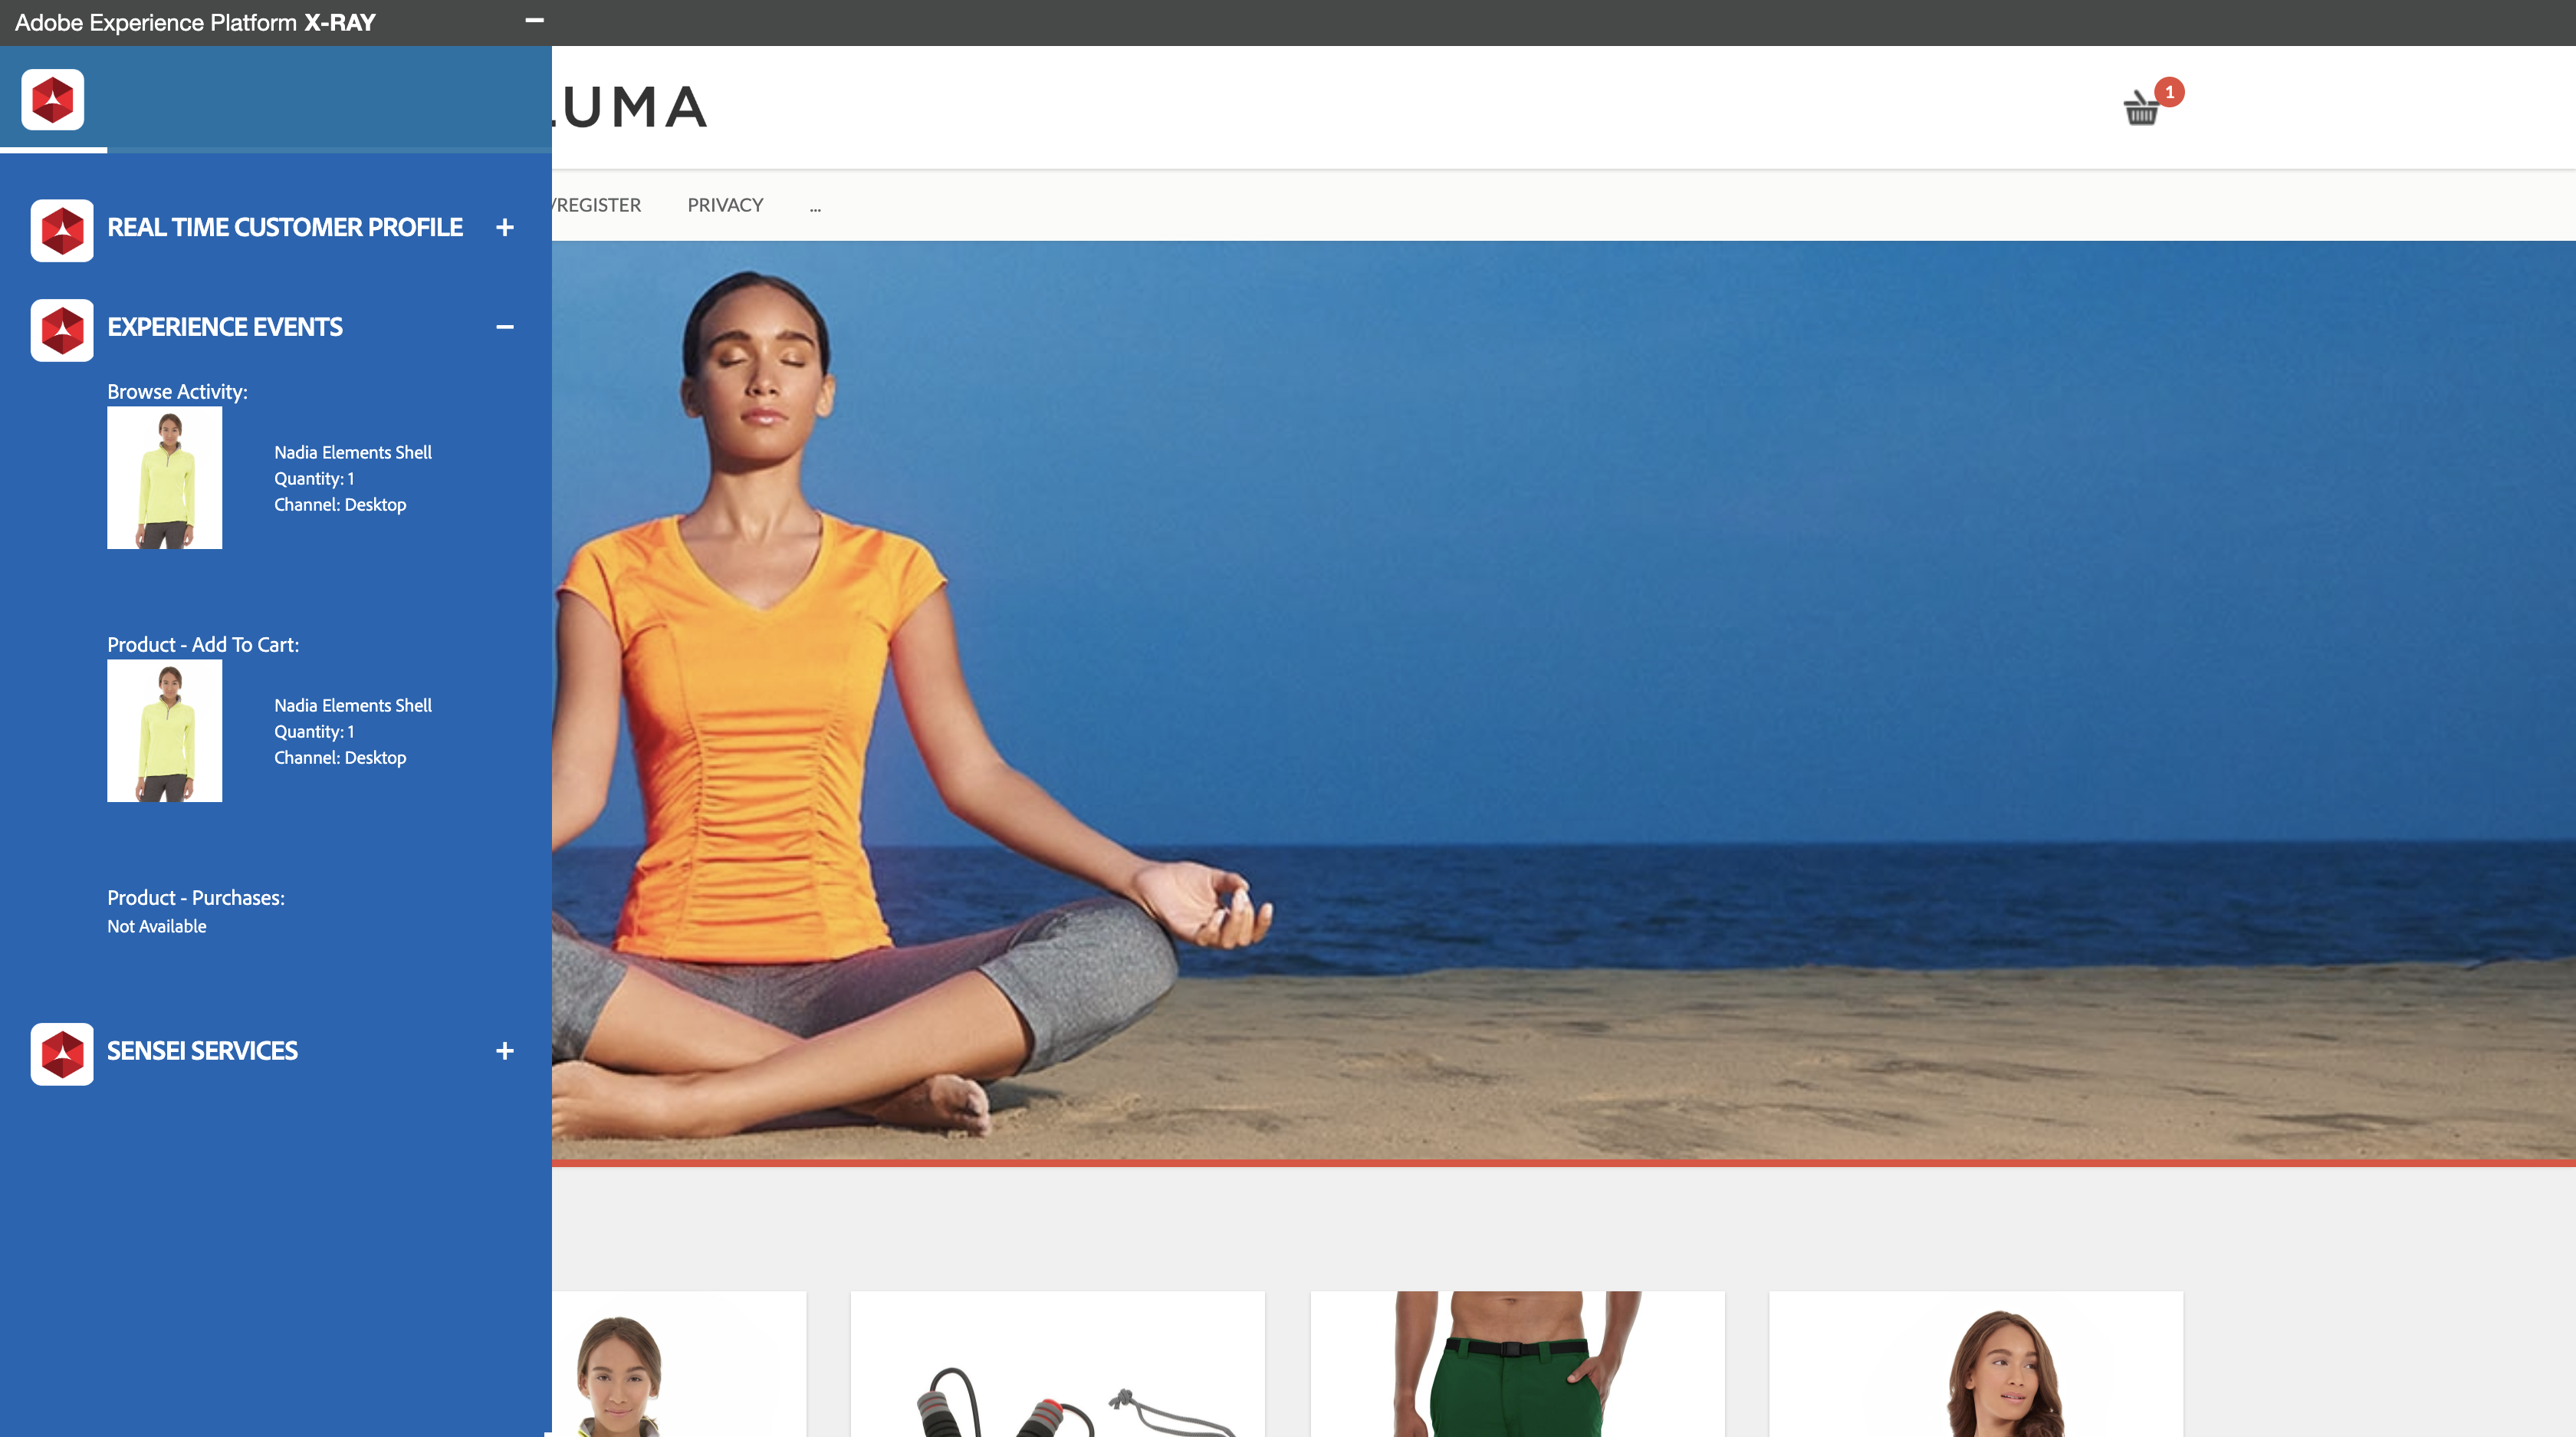 Adobe Experience Platform X-RAY
LUMA
1
/REGISTER PRIVACY ...
REAL TIME CUSTOMER PROFILE +
EXPERIENCE EVENTS −
Browse Activity:
Nadia Elements Shell
Quantity: 1
Channel: Desktop
Product - Add To Cart:
Nadia Elements Shell
Quantity: 1
Channel: Desktop
Product - Purchases:
Not Available
SENSEI SERVICES +